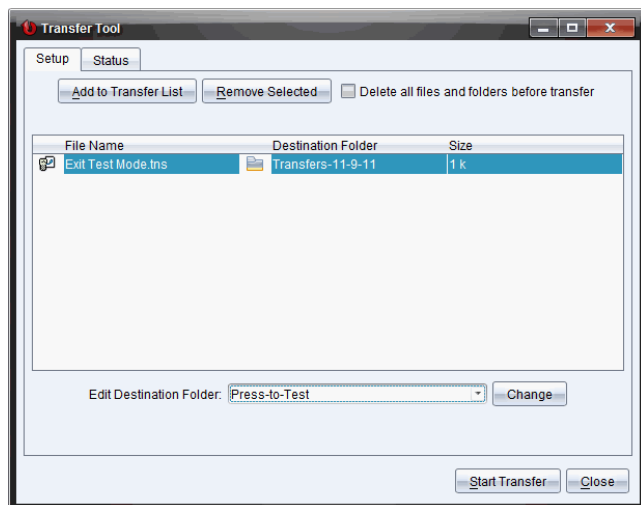 Transfer Tool
Setup Status
Add to Transfer List Remove Selected Delete all files and folders before transfer
File Name Destination Folder Size
Exit Test Mode.tns Transfers-11-9-11 1 k
Edit Destination Folder: Press-to-Test Change
Start Transfer Close